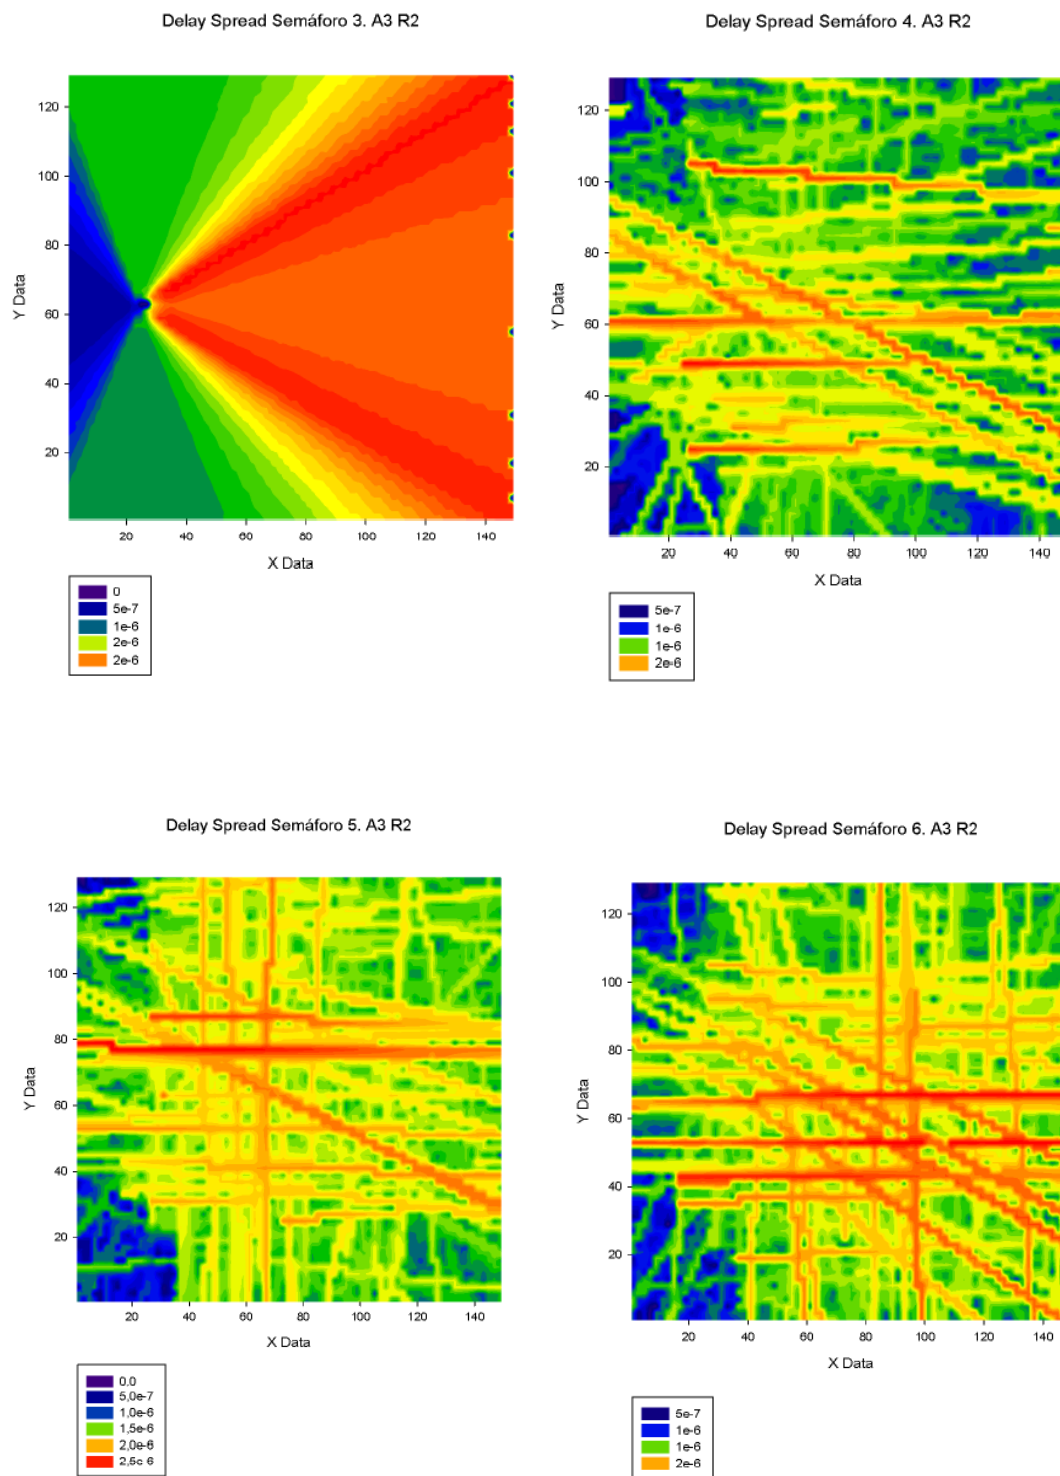 Delay Spread Semáforo 3. A3 R2
120
100
80
60
40
20
Y Data
20 40 60 80 100 120 140
X Data
0
5e-7
1e-6
2e-6
2e-6
Delay Spread Semáforo 4. A3 R2
120
100
80
60
40
20
Y Data
20 40 60 80 100 120 140
X Data
5e-7
1e-6
1e-6
2e-6
Delay Spread Semáforo 5. A3 R2
120
100
80
60
40
20
Y Data
20 40 60 80 100 120 140
X Data
0,0
5,0e-7
1,0e-6
1,5e-6
2,0e-6
2,5e-6
Delay Spread Semáforo 6. A3 R2
120
100
80
60
40
20
Y Data
20 40 60 80 100 120 140
X Data
5e-7
1e-6
1e-6
2e-6